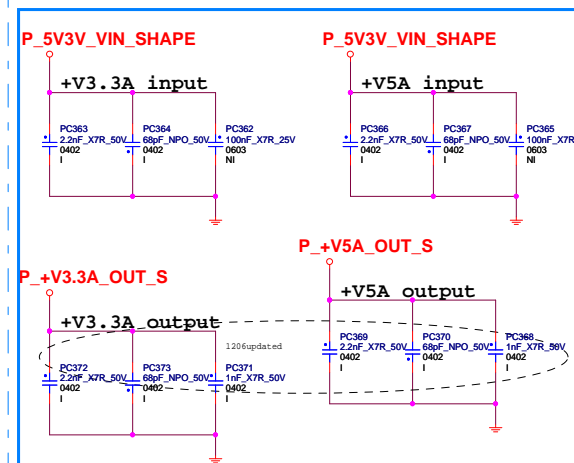 P_5V3V_VIN_SHAPE
+V3.3A input
PC363
2.2nF_X7R_50V
0402
I
PC364
68pF_NPO_50V
0402
I
PC362
100nF_X7R_25V
0603
NI
P_5V3V_VIN_SHAPE
+V5A input
PC366
2.2nF_X7R_50V
0402
I
PC367
68pF_NPO_50V
0402
I
PC365
100nF_X7R
0603
NI
P_+V3.3A_OUT_S
+V3.3A output
1206updated
PC372
2.2nF_X7R_50V
0402
I
PC373
68pF_NPO_50V
0402
I
PC371
1nF_X7R_50V
0402
I
P_+V5A_OUT_S
+V5A output
PC369
2.2nF_X7R_50V
0402
I
PC370
68pF_NPO_50V
0402
I
PC368
1nF_X7R_50V
0402
I